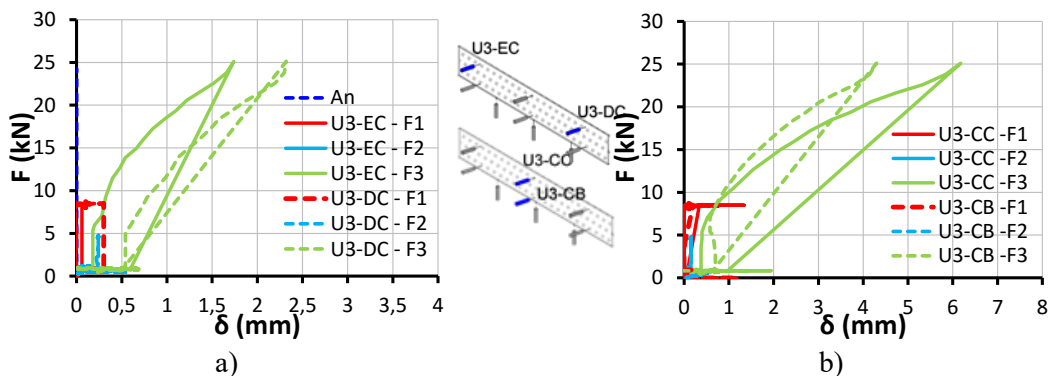 30
25
20
15
10
5
0
F (kN)
0
0,5
1
1,5
2
2,5
3
3,5
4
δ (mm)
An
U3-EC - F1
U3-EC - F2
U3-EC - F3
U3-DC - F1
U3-DC - F2
U3-DC - F3
a)
U3-EC
U3-DC
U3-CC
U3-CB
30
25
20
15
10
5
0
F (kN)
0
1
2
3
4
5
6
7
8
δ (mm)
U3-CC -F1
U3-CC -F2
U3-CC -F3
U3-CB -F1
U3-CB -F2
U3-CB -F3
b)